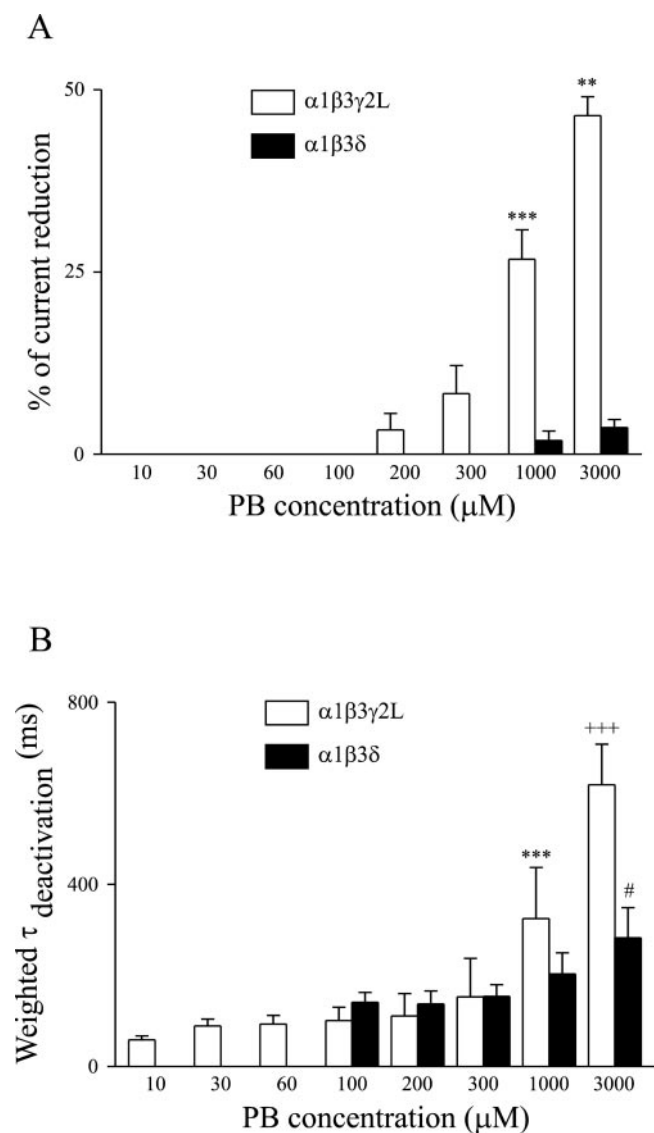 A
50
α1β3γ2L
α1β3δ
**
***
25
% of current reduction
0
10 30 60 100 200 300 1000 3000
PB concentration (μM)
B
800
α1β3γ2L
α1β3δ
+++
***
400
#
Weighted τ deactivation (ms)
0
10 30 60 100 200 300 1000 3000
PB concentration (μM)